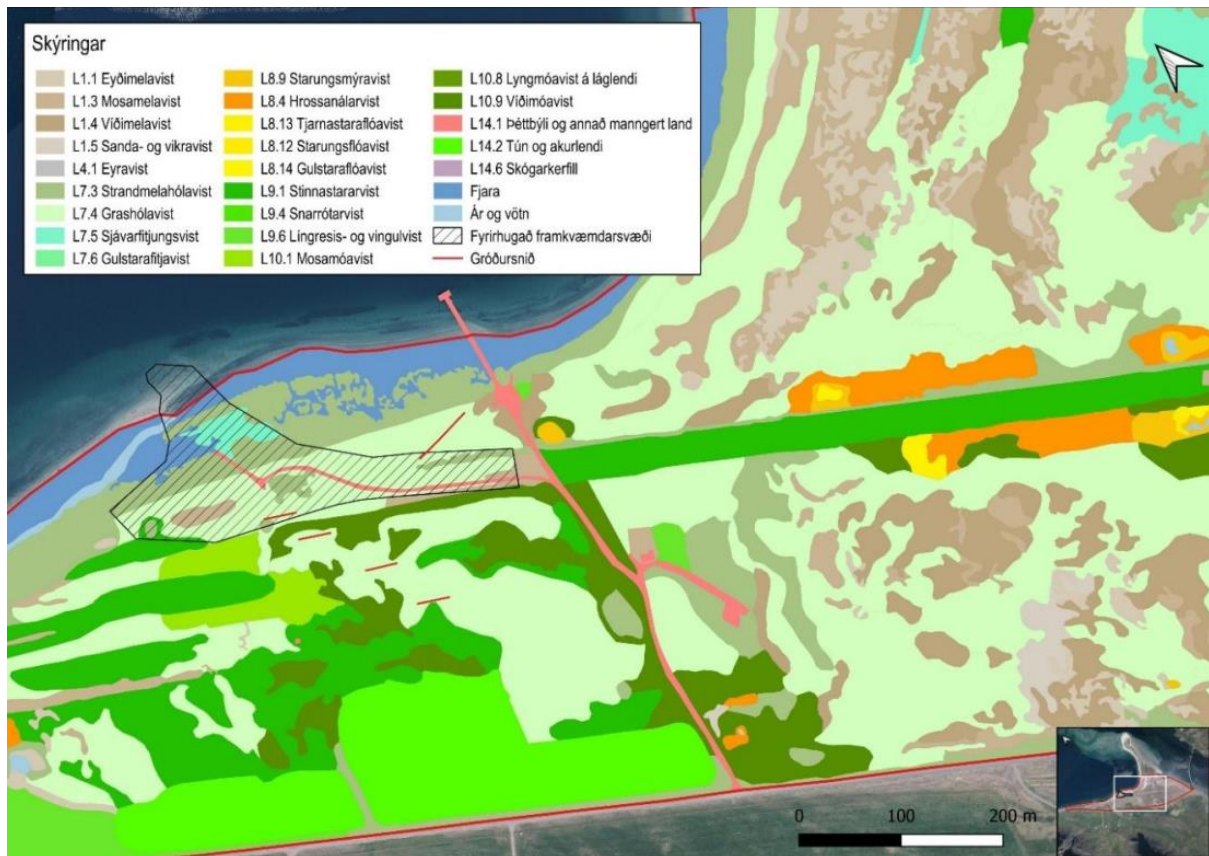 Skýringar
L1.1 Eyðimelavist
L1.3 Mosamelavist
L1.4 Víðimelavist
L1.5 Sanda- og vikravist
L4.1 Eyravist
L7.3 Strandmelahólavist
L7.4 Grashólavist
L7.5 Sjávarfitjungsvist
L7.6 Gulstarafitjavist
L8.9 Starungsmýravist
L8.4 Hrossanálarvist
L8.13 Tjarnastaraflóavist
L8.12 Starungsflóavist
L8.14 Gulstaraflóavist
L9.1 Stinnastararvist
L9.4 Snarrótarvist
L9.6 Língresis- og vingulvist
L10.1 Mosamóavist
L10.8 Lyngmóavist á láglendi
L10.9 Víðimóavist
L14.1 Þéttbýli og annað manngert land
L14.2 Tún og akurlendi
L14.6 Skógarkerfill
Fjara
Ár og vötn
Fyrirhugað framkvæmdarsvæði
Gróðursnið
0 100 200 m